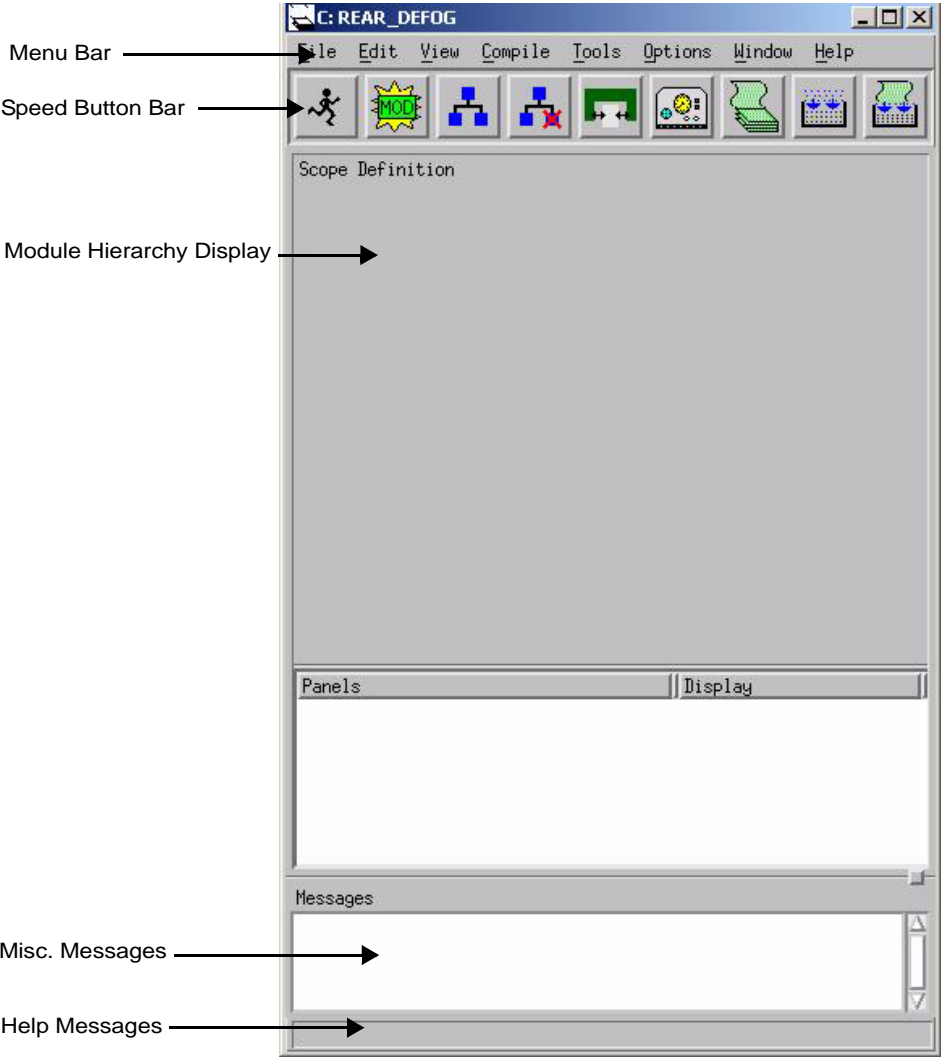 C: REAR_DEFOG
Menu Bar
File Edit View Compile Tools Options Window Help
Speed Button Bar
MOD
Scope Definition
Module Hierarchy Display
Panels Display
Messages
Misc. Messages
Help Messages